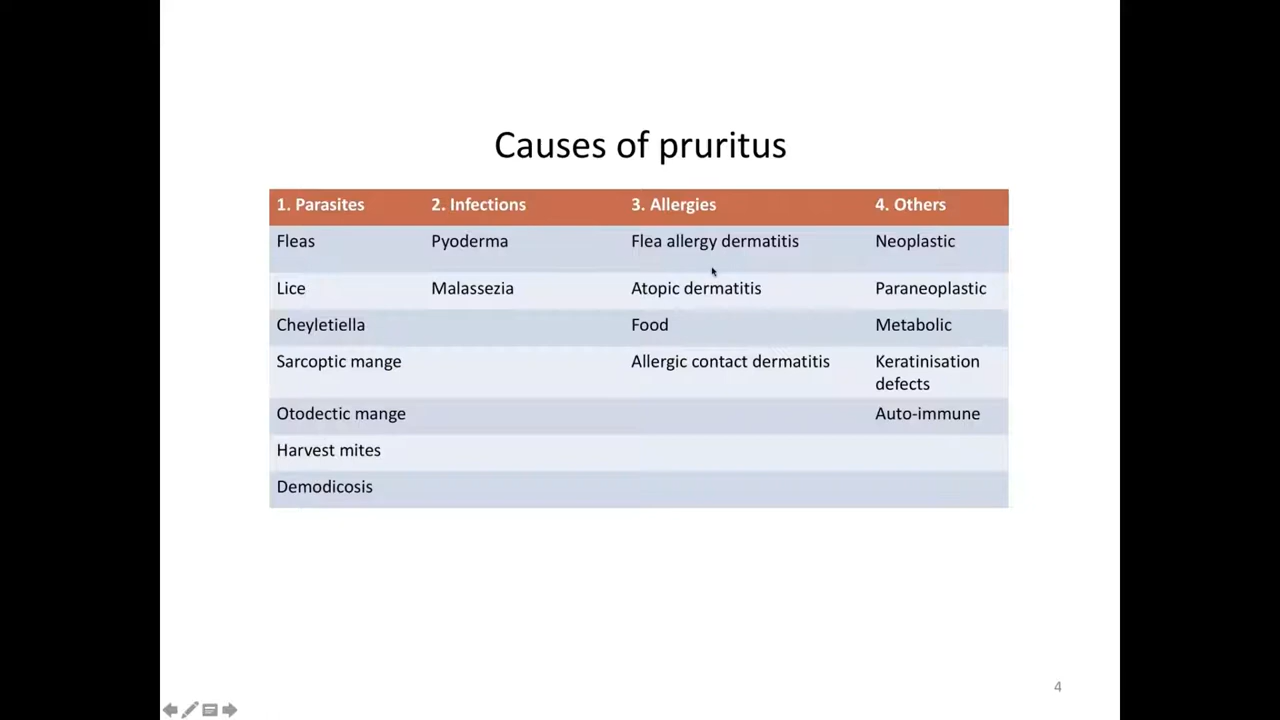 Causes of pruritus
1. Parasites 2. Infections 3. Allergies 4. Others
Fleas Pyoderma Flea allergy dermatitis Neoplastic
Lice Malassezia Atopic dermatitis Paraneoplastic
Cheyletiella Food Metabolic
Sarcoptic mange Allergic contact dermatitis Keratinisation
defects
Otodectic mange Auto-immune
Harvest mites
Demodicosis
4